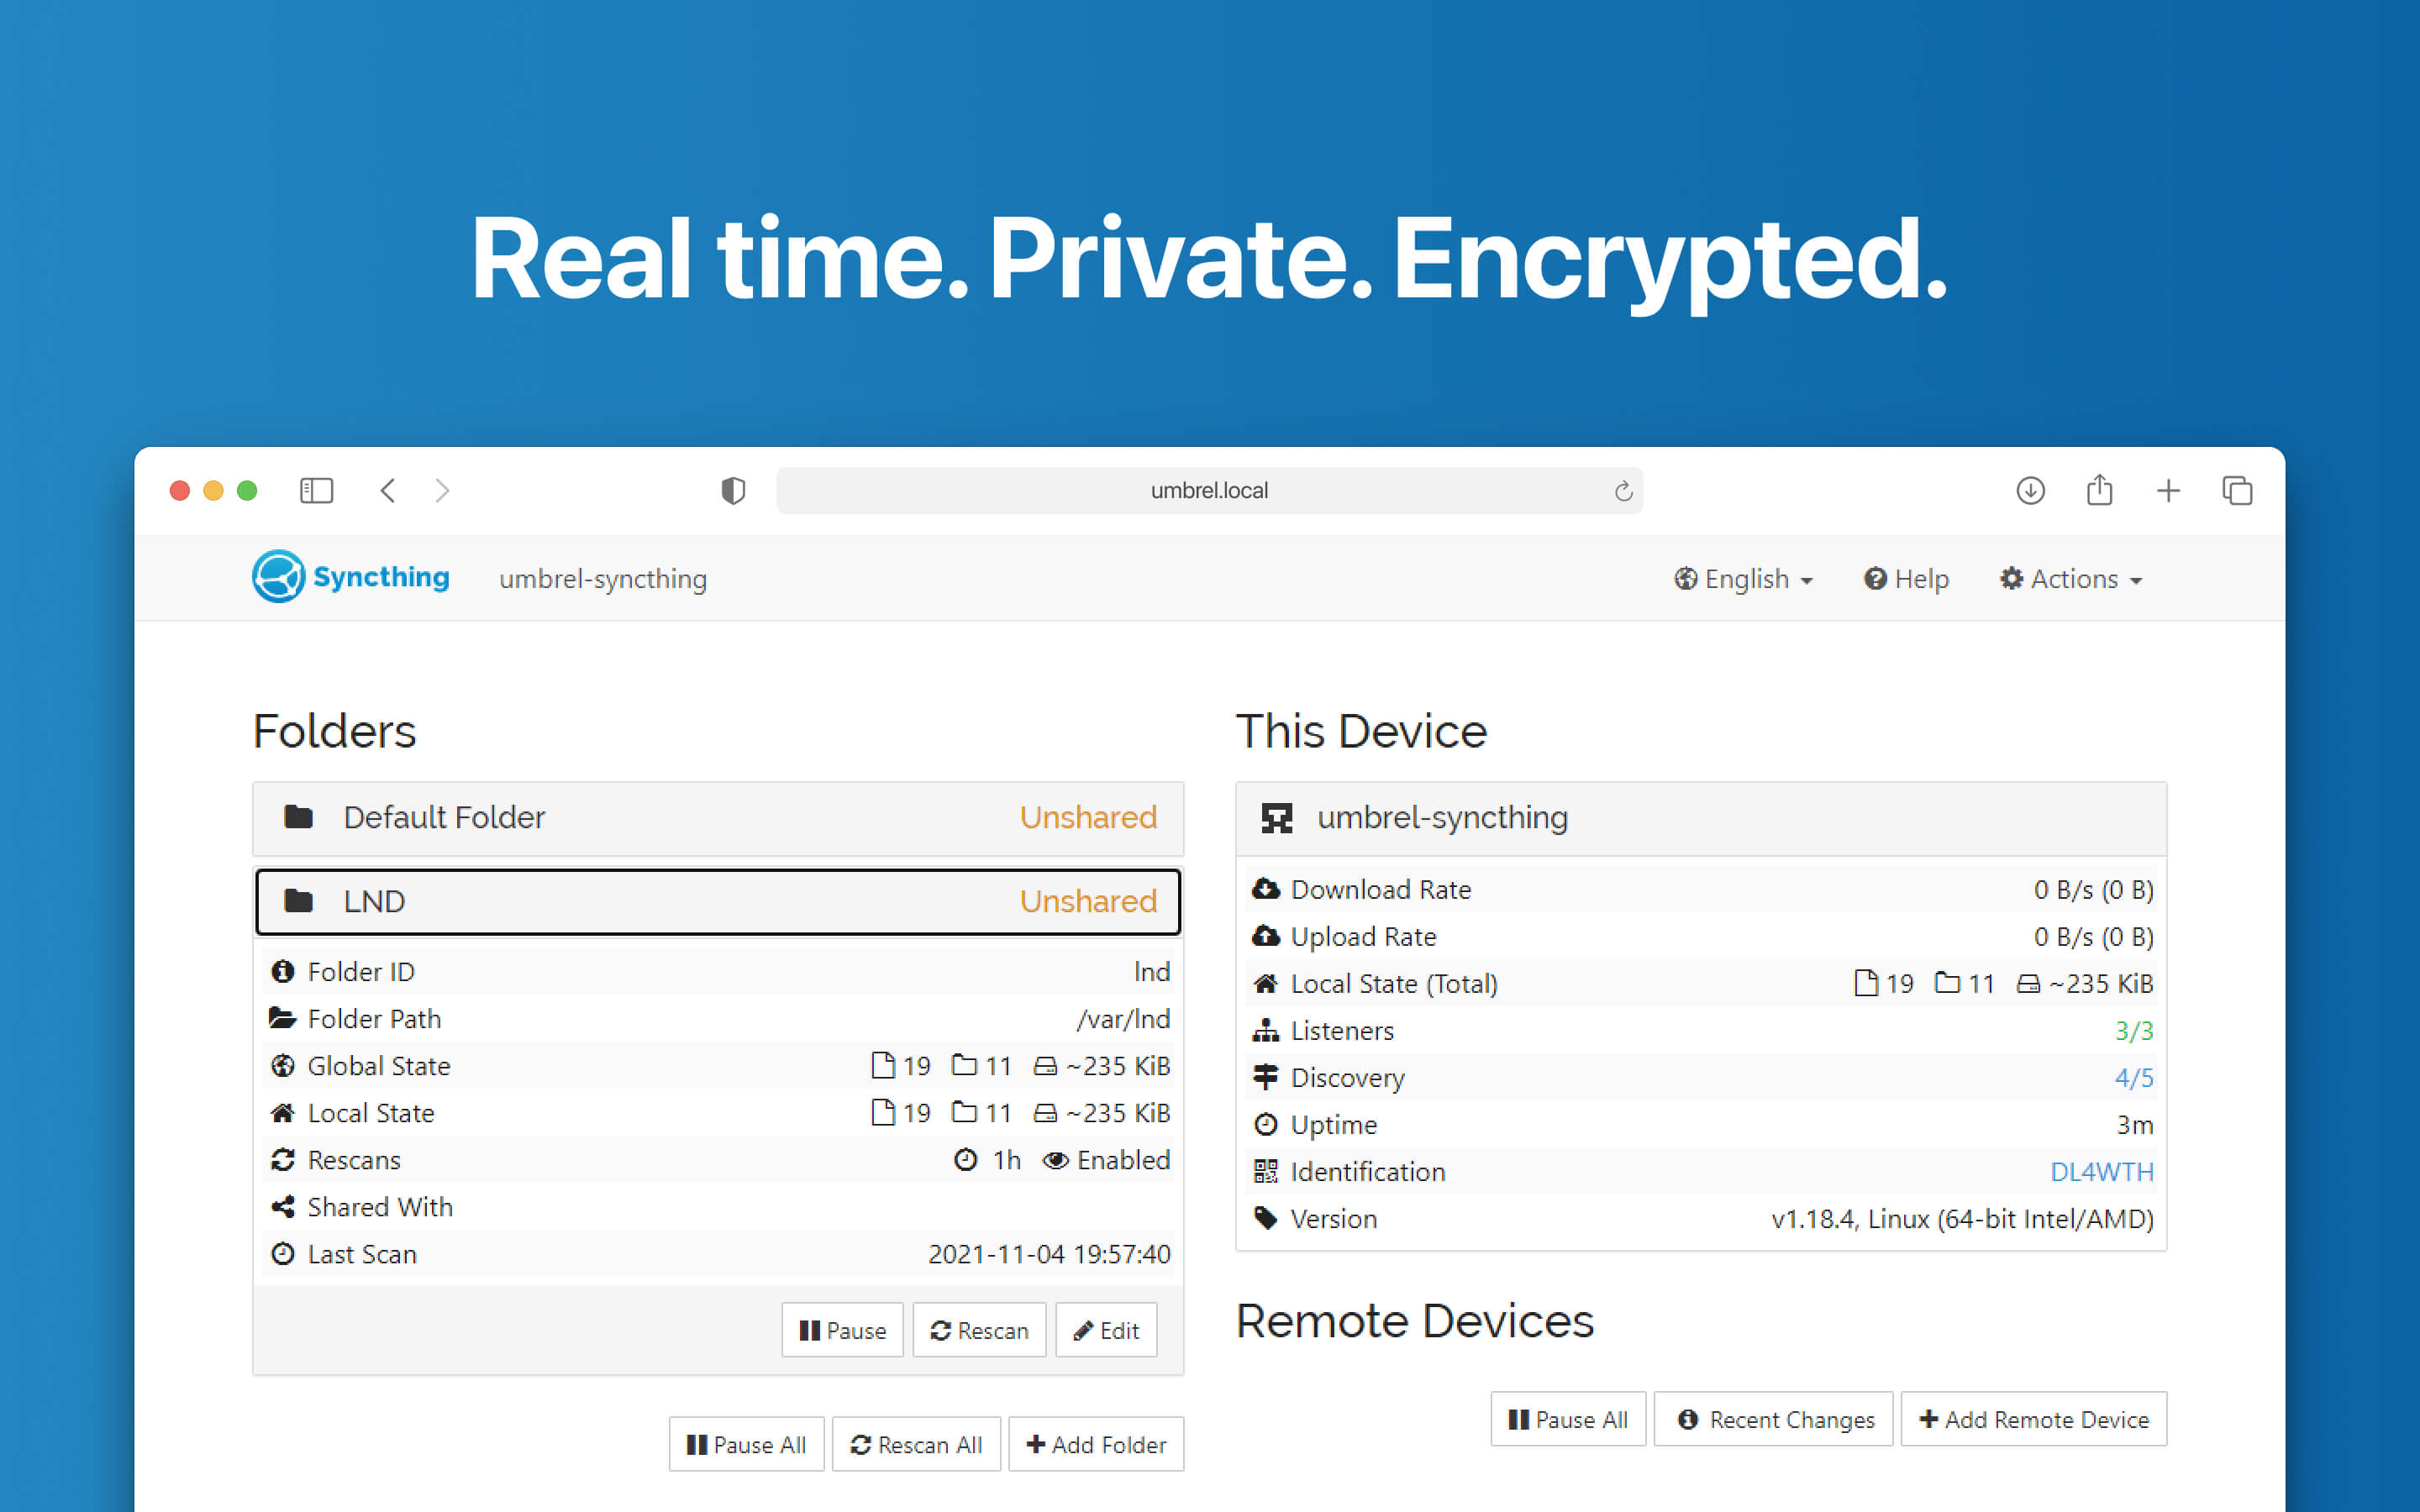 Real time. Private. Encrypted.
umbrel.local
Syncthing umbrel-syncthing English Help Actions
Folders
Default Folder Unshared
LND Unshared
Folder ID lnd
Folder Path /var/lnd
Global State 19 11 ~235 KiB
Local State 19 11 ~235 KiB
Rescans 1h Enabled
Shared With
Last Scan 2021-11-04 19:57:40
Pause Rescan Edit
Pause All Rescan All Add Folder
This Device
umbrel-syncthing
Download Rate 0 B/s (0 B)
Upload Rate 0 B/s (0 B)
Local State (Total) 19 11 ~235 KiB
Listeners 3/3
Discovery 4/5
Uptime 3m
Identification DL4WTH
Version v1.18.4, Linux (64-bit Intel/AMD)
Remote Devices
Pause All Recent Changes Add Remote Device